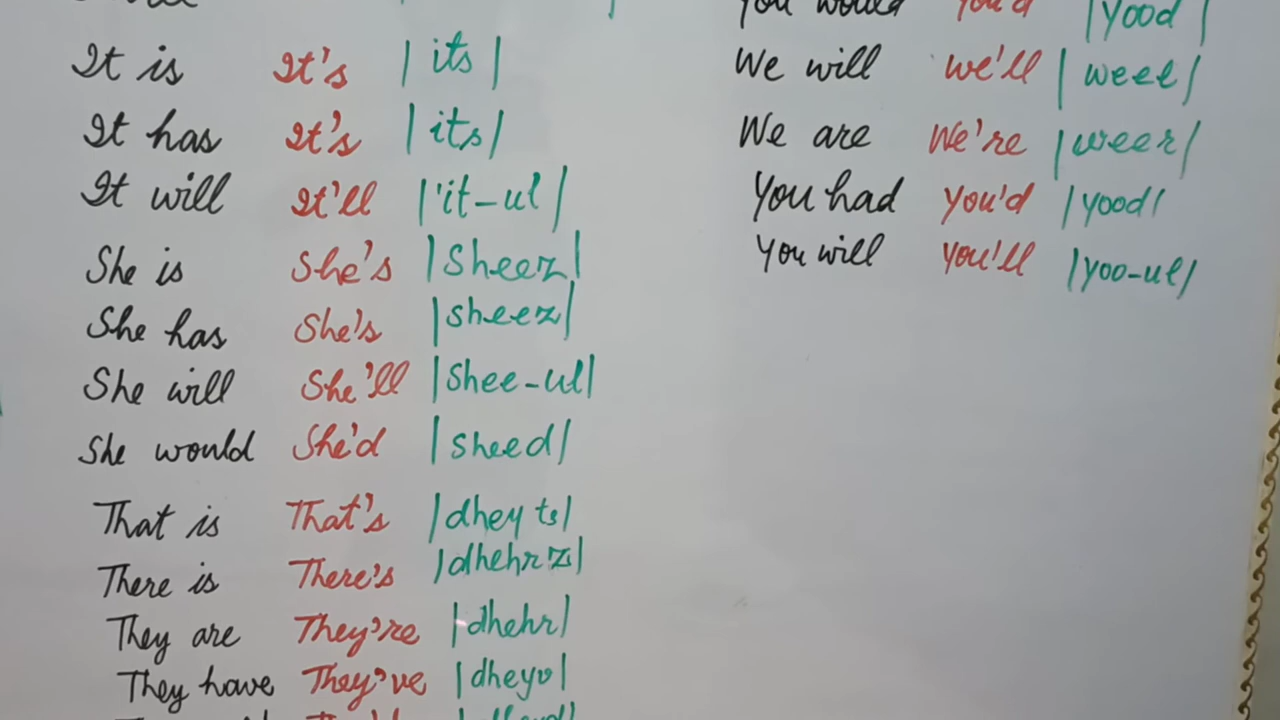 It is It's | its |
It has It's | its |
It will It'll | 'it-ul |
She is She's | Sheez |
She has She's | sheez |
She will She'll | Shee-ul |
She would She'd | Sheed |
That is That's | dheyts |
There is There's | dhehrz |
They are They're | dhehr |
They have They've | dheyv |
You would You'd | Yood |
We will we'll | weel |
We are We're | weer |
You had You'd | yood |
You will You'll | yoo-ul |